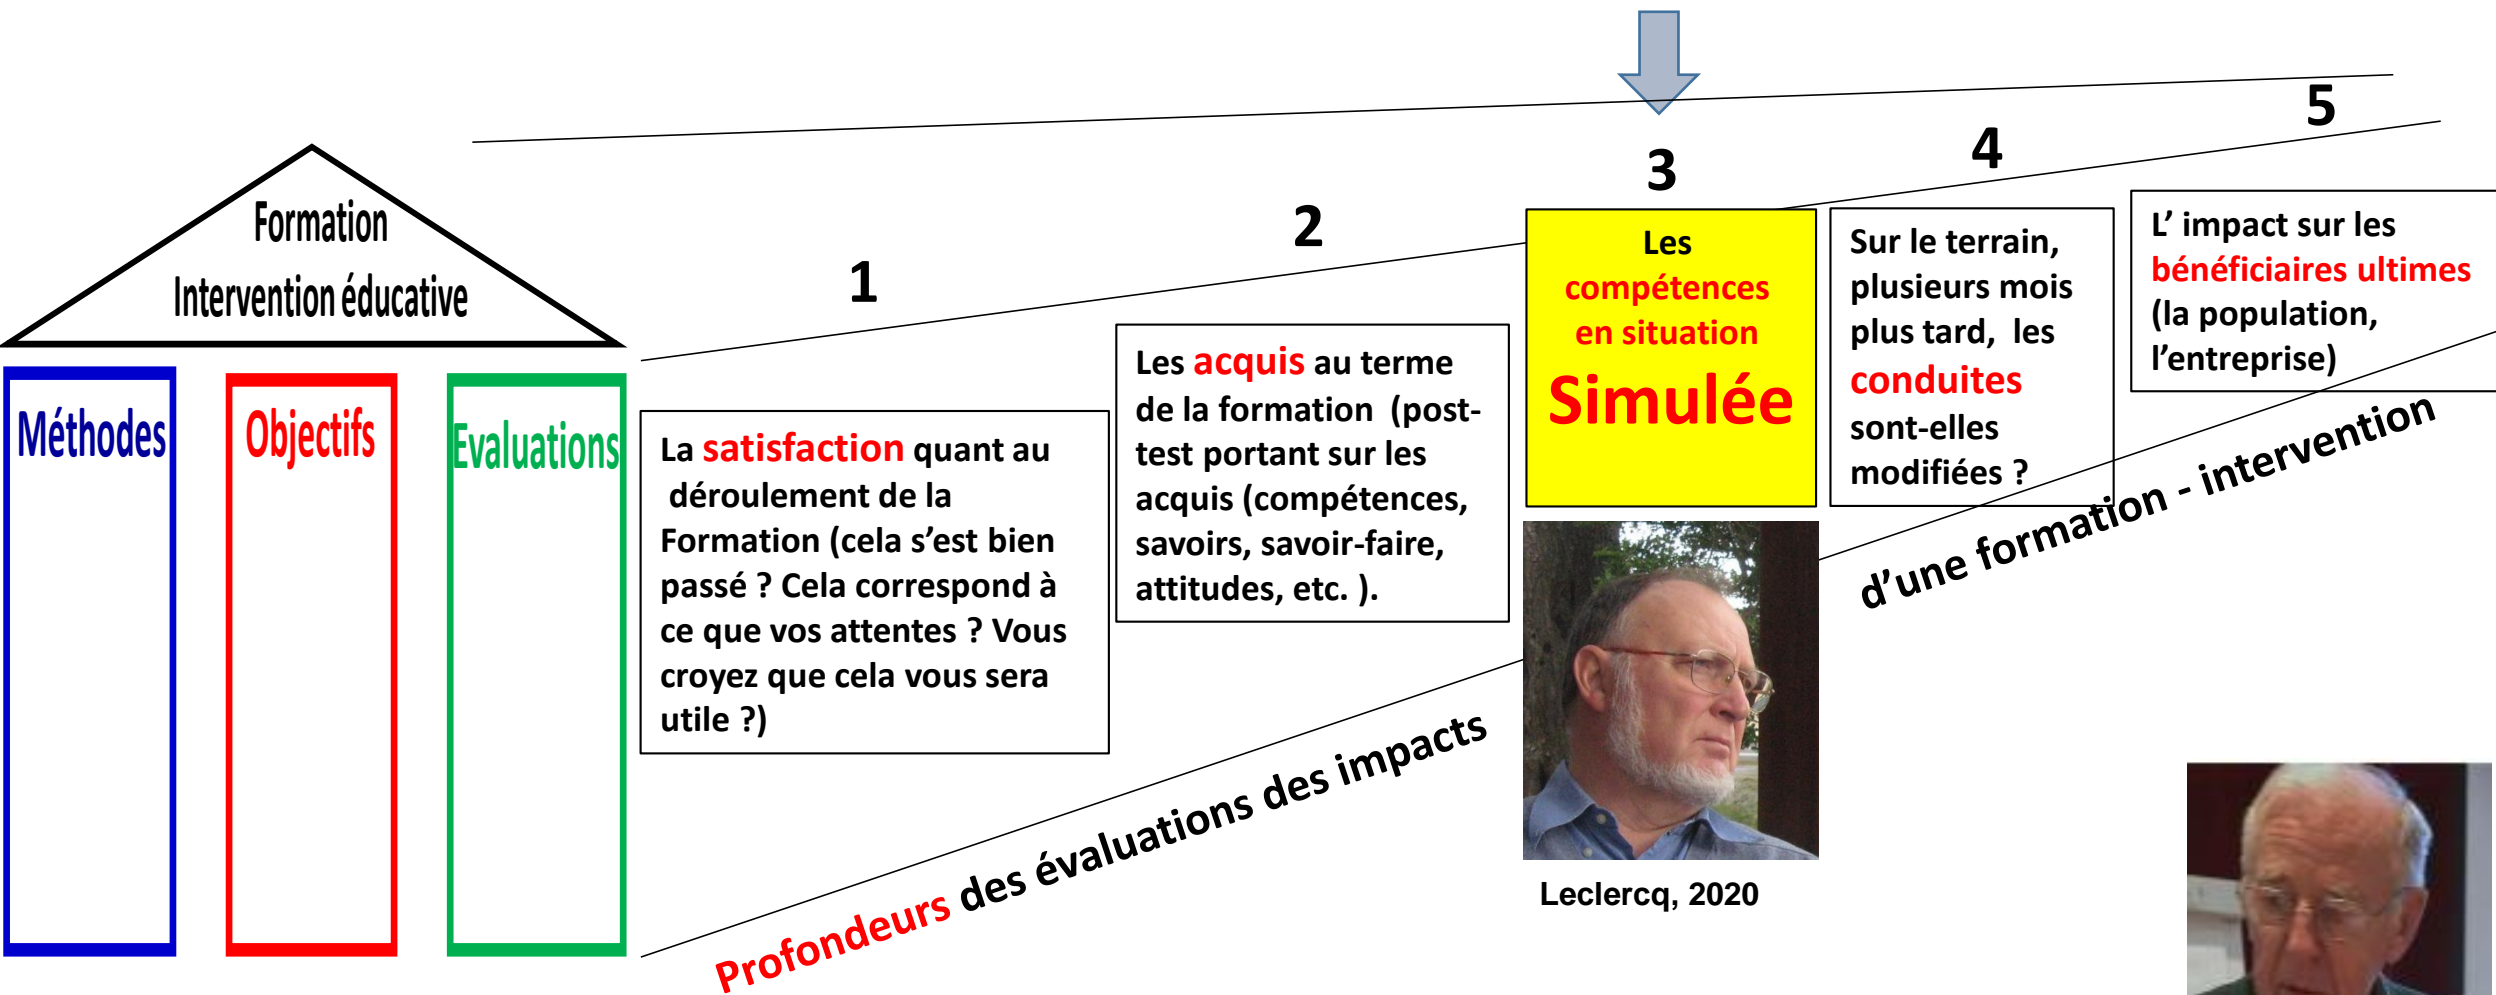 Formation
Intervention éducative
Méthodes
Objectifs
Evaluations
1
La satisfaction quant au
déroulement de la
Formation (cela s’est bien
passé ? Cela correspond à
ce que vos attentes ? Vous
croyez que cela vous sera
utile ?)
2
Les acquis au terme
de la formation (post-
test portant sur les
acquis (compétences,
savoirs, savoir-faire,
attitudes, etc. ).
3
Les
compétences
en situation
Simulée
Leclercq, 2020
4
Sur le terrain,
plusieurs mois
plus tard, les
conduites
sont-elles
modifiées ?
5
L’ impact sur les
bénéficiaires ultimes
(la population,
l’entreprise)
Profondeurs des évaluations des impacts
d’une formation - intervention